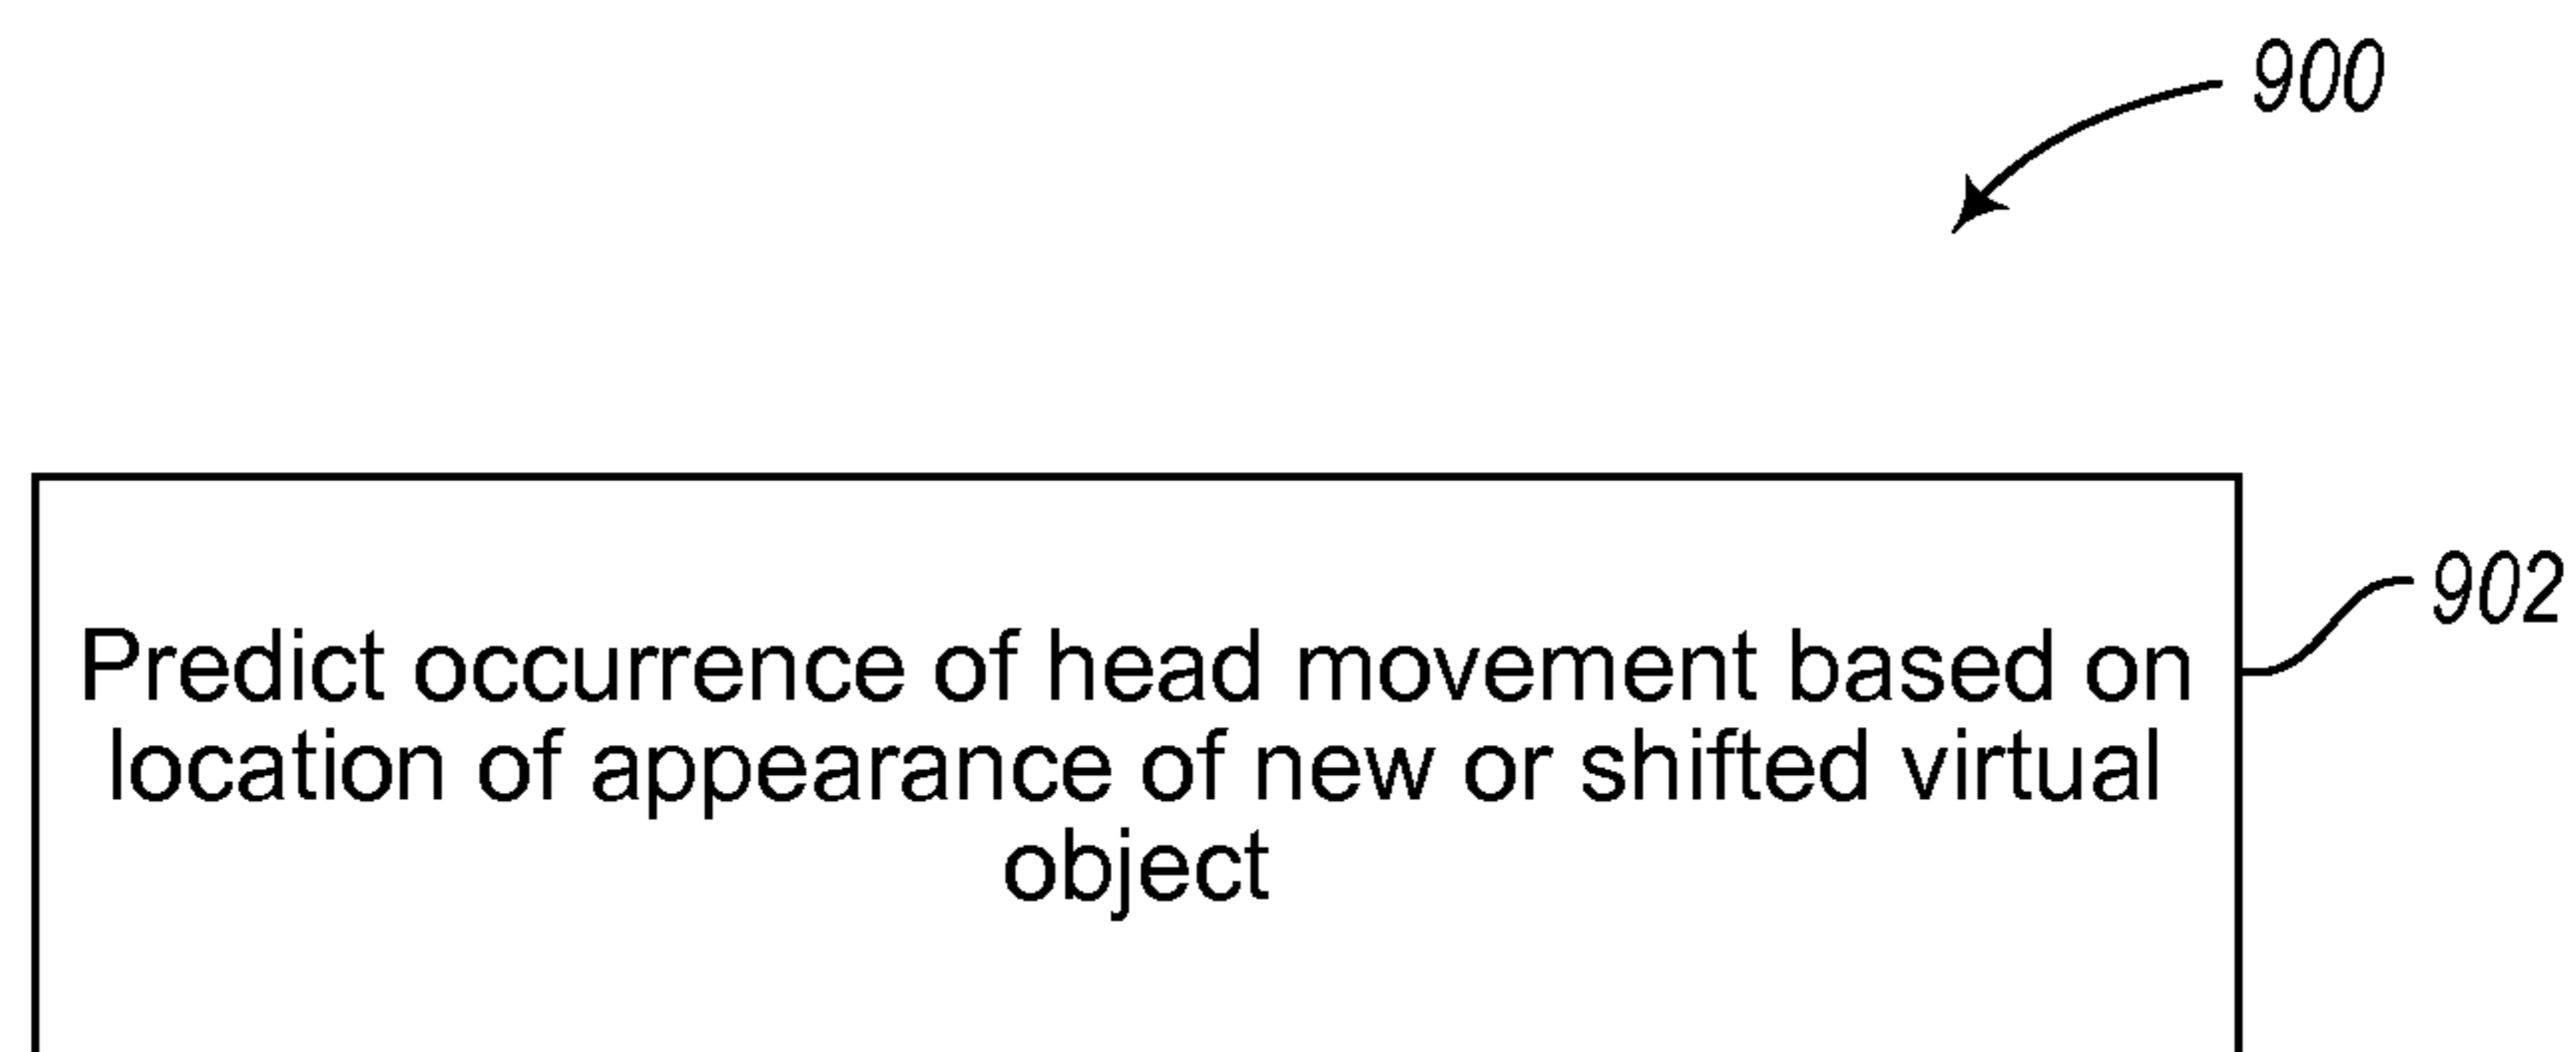 900
902
Predict occurrence of head movement based on
location of appearance of new or shifted virtual
object